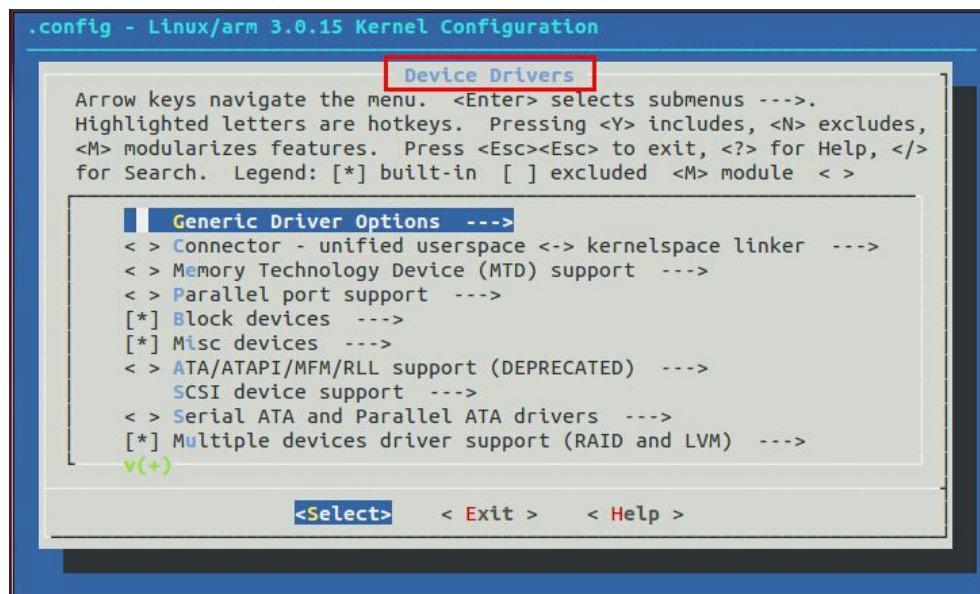 .config - Linux/arm 3.0.15 Kernel Configuration
Device Drivers
Arrow keys navigate the menu.  <Enter> selects submenus --->.
Highlighted letters are hotkeys.  Pressing <Y> includes, <N> excludes,
<M> modularizes features.  Press <Esc><Esc> to exit, <?> for Help, </>
for Search.  Legend: [*] built-in  [ ] excluded  <M> module  < >
Generic Driver Options  --->
< > Connector - unified userspace <-> kernelspace linker  --->
< > Memory Technology Device (MTD) support  --->
< > Parallel port support  --->
[*] Block devices  --->
[*] Misc devices  --->
< > ATA/ATAPI/MFM/RLL support (DEPRECATED)  --->
SCSI device support  --->
< > Serial ATA and Parallel ATA drivers  --->
[*] Multiple devices driver support (RAID and LVM)  --->
v(+)
<Select>    < Exit >    < Help >